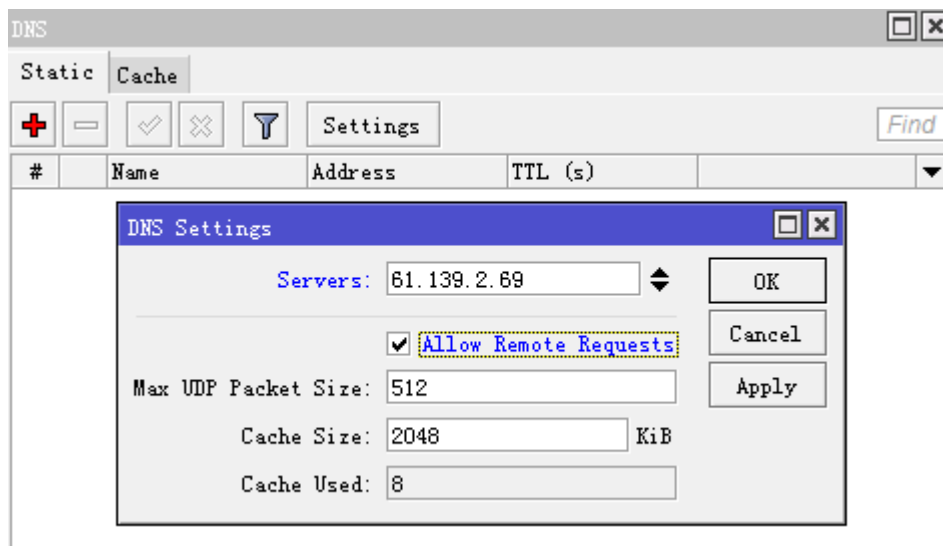 DNS
Static Cache
Settings Find
# Name Address TTL (s)
DNS Settings
Servers: 61.139.2.69 OK
Allow Remote Requests Cancel
Max UDP Packet Size: 512 Apply
Cache Size: 2048 KiB
Cache Used: 8